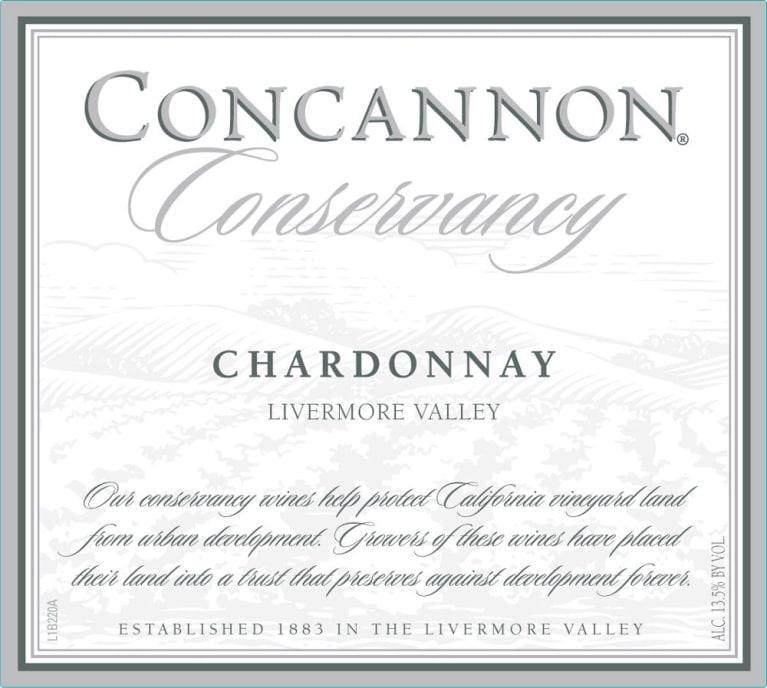 CONCANNON®
Conservancy
CHARDONNAY
LIVERMORE VALLEY
Our conservancy wines help protect California vineyard land
from urban development. Growers of these wines have placed
their land into a trust that preserves against development forever.
ESTABLISHED 1883 IN THE LIVERMORE VALLEY
L1B220A
ALC. 13.5% BY VOL.